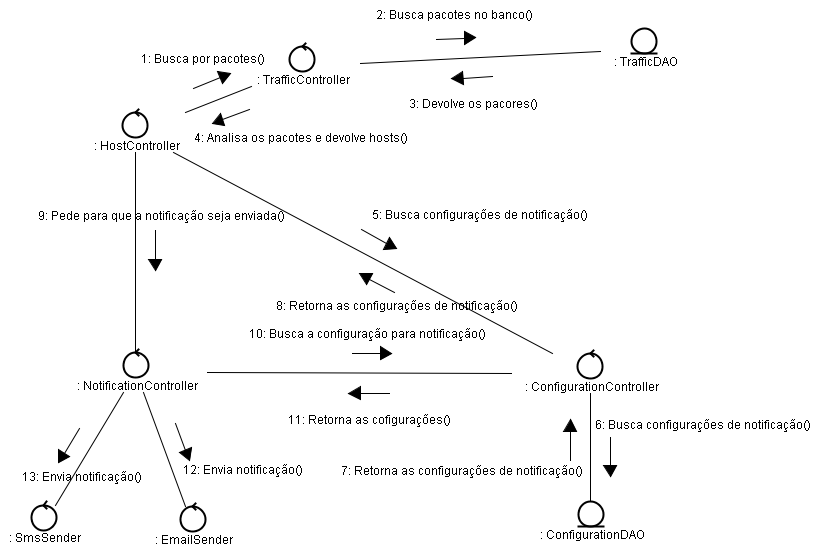 2: Busca pacotes no banco()
1: Busca por pacotes()
: TrafficController
: TrafficDAO
3: Devolve os pacores()
4: Analisa os pacotes e devolve hosts()
: HostController
9: Pede para que a notificação seja enviada()
5: Busca configurações de notificação()
8: Retorna as configurações de notificação()
10: Busca a configuração para notificação()
: NotificationController
: ConfigurationController
11: Retorna as cofigurações()
6: Busca configurações de notificação()
13: Envia notificação()
12: Envia notificação()
7: Retorna as configurações de notificação()
: SmsSender
: EmailSender
: ConfigurationDAO